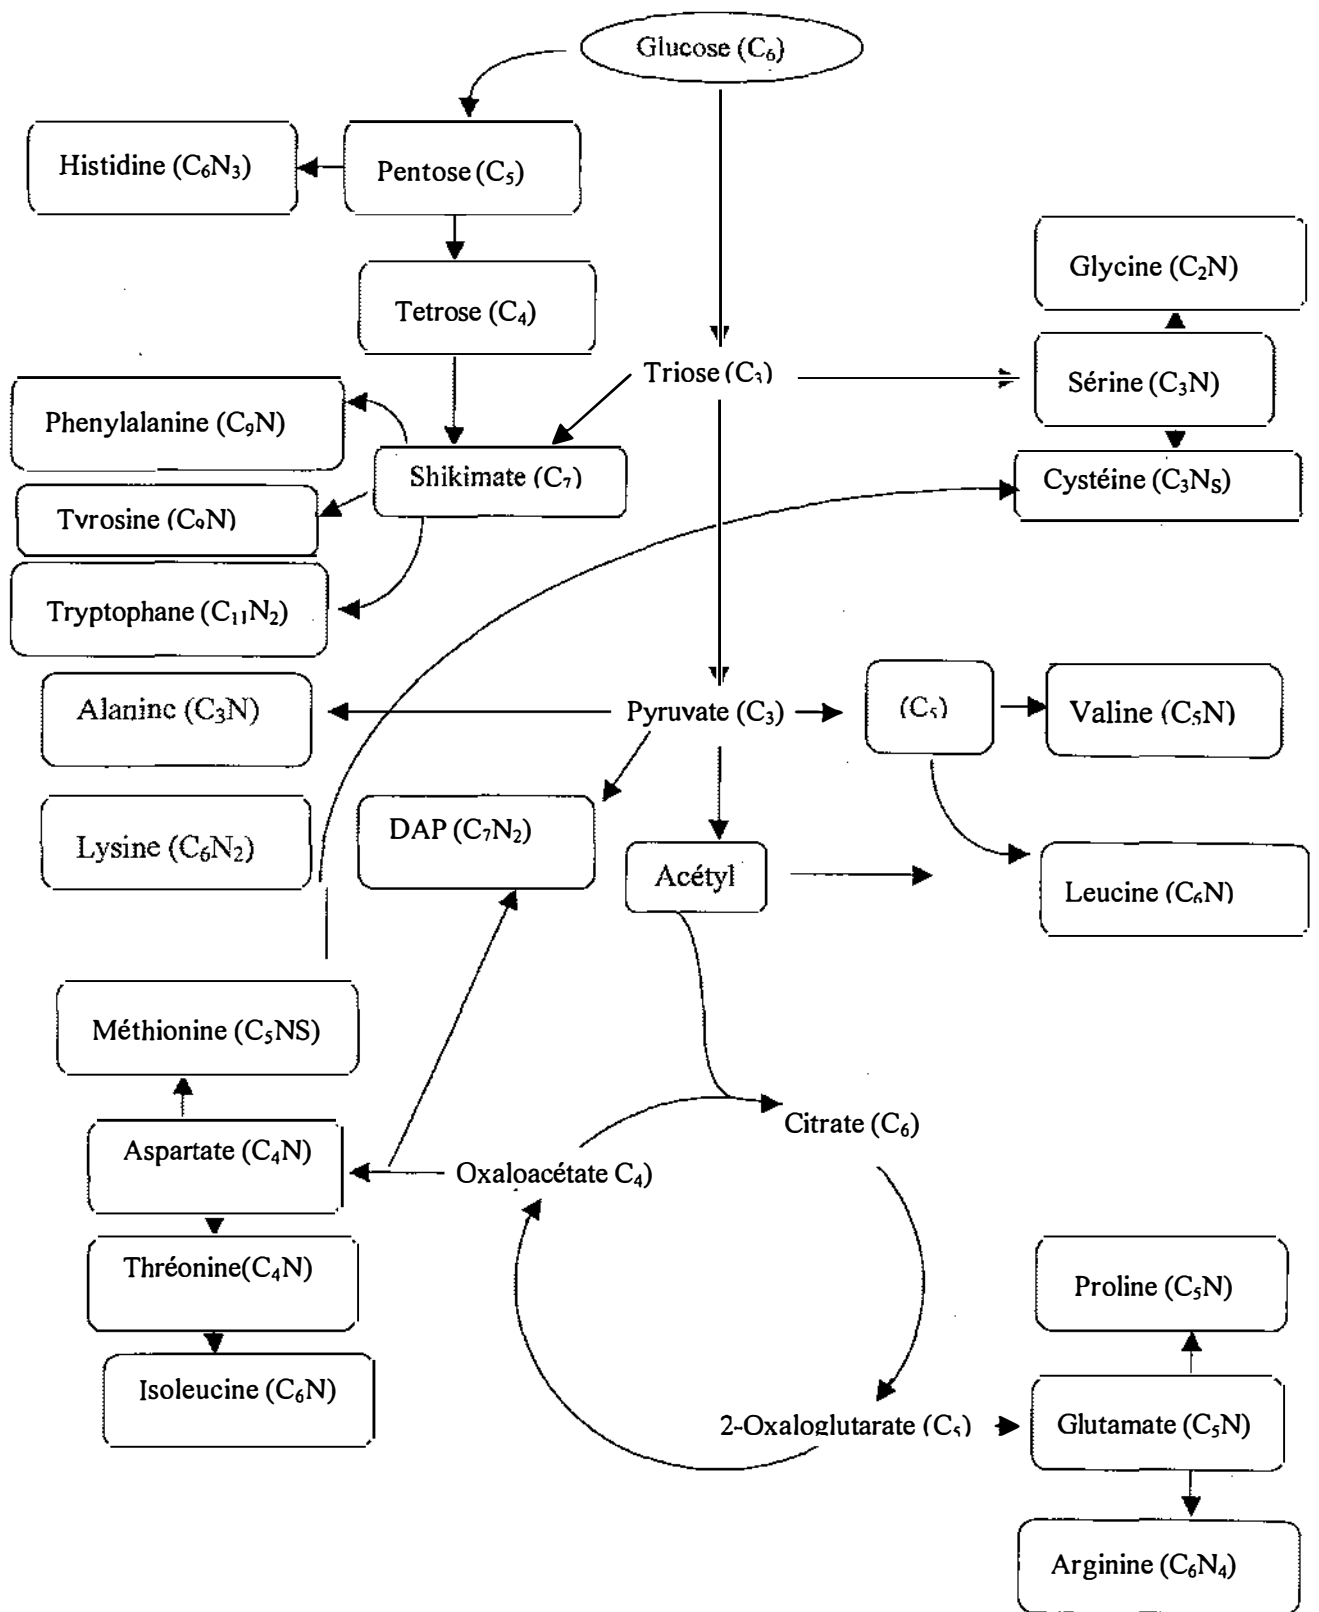 Glucose (C₆)
Histidine (C₆N₃)
Pentose (C₅)
Glycine (C₂N)
Tetrose (C₄)
Triose (C₃)
Sérine (C₃N)
Phenylalanine (C₉N)
Shikimate (C₇)
Cystéine (C₃NS)
Tyrosine (C₉N)
Tryptophane (C₁₁N₂)
Alanine (C₃N)
Pyruvate (C₃)
(C₅)
Valine (C₅N)
Lysine (C₆N₂)
DAP (C₇N₂)
Acétyl
Leucine (C₆N)
Méthionine (C₅NS)
Citrate (C₆)
Aspartate (C₄N)
Oxaloacétate C₄)
Thréonine(C₄N)
Proline (C₅N)
Isoleucine (C₆N)
2-Oxaloglutarate (C₅)
Glutamate (C₅N)
Arginine (C₆N₄)